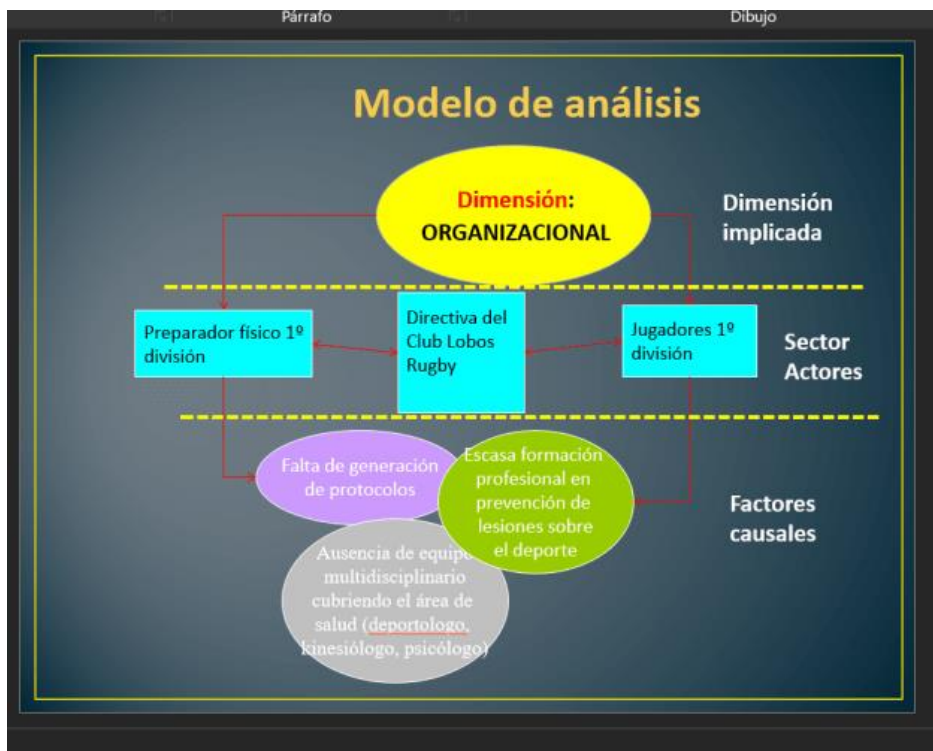 Párrafo
Dibujo
Modelo de análisis
Dimensión:
ORGANIZACIONAL
Dimensión
implicada
Preparador físico 1º
división
Directiva del
Club Lobos
Rugby
Jugadores 1º
división
Sector
Actores
Falta de generación
de protocolos
Escasa formación
profesional en
prevención de
lesiones sobre
el deporte
Factores
causales
Ausencia de equipo
multidisciplinario
cubriendo el área de
salud (deportologo,
kinesiólogo, psicólogo)